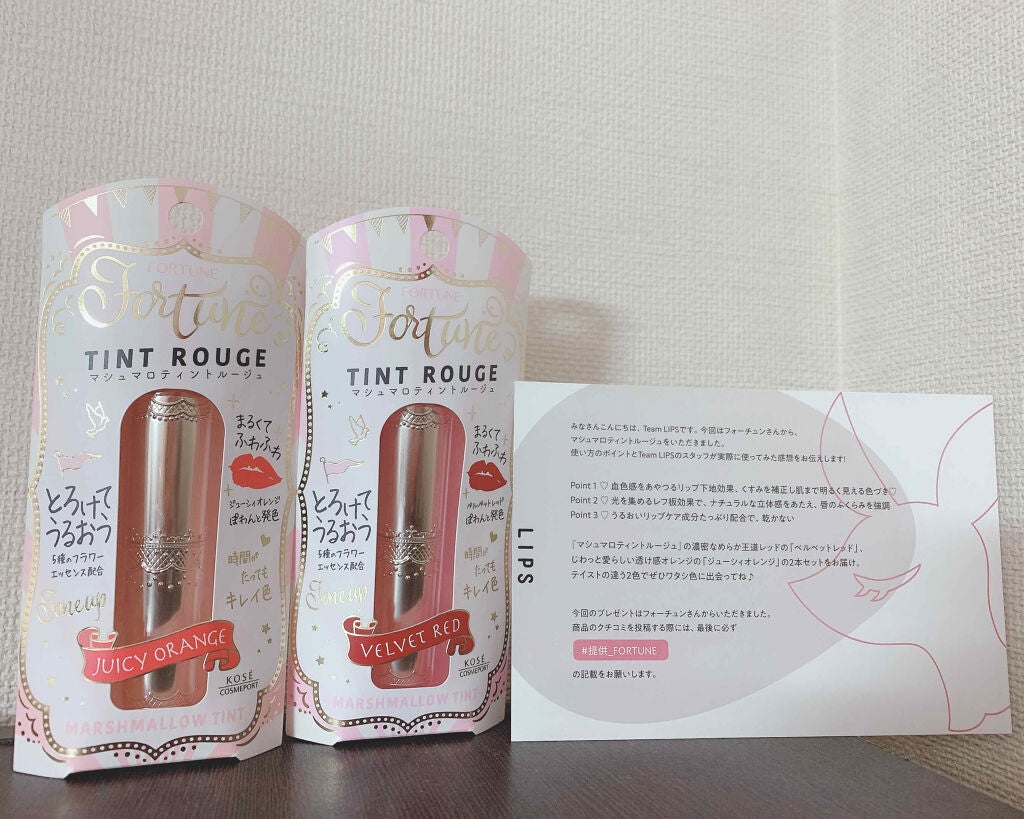 FORTUNE
Fortune
TINT ROUGE
マシュマロティントルージュ
まるくて
ふわふわ
ジューシィオレンジ
ぽわんと発色
とろけて
うるおう
5種のフラワー
エッセンス配合
時間が
たっても
キレイ色
Tone up
JUICY ORANGE
KOSÉ
COSMEPORT
MARSHMALLOW TINT
FORTUNE
Fortune
TINT ROUGE
マシュマロティントルージュ
まるくて
ふわふわ
ベルベットレッド
ぽわんと発色
とろけて
うるおう
5種のフラワー
エッセンス配合
時間が
たっても
キレイ色
Tone up
VELVET RED
KOSÉ
COSMEPORT
MARSHMALLOW TINT
LIPS
みなさんこんにちは、Team LIPSです。今回はフォーチュンさんから、
マシュマロティントルージュをいただきました。
使い方のポイントとTeam LIPSのスタッフが実際に使ってみた感想をお伝えします!
Point 1 ♡ 血色感をあやつるリップ下地効果、くすみを補正し肌まで明るく見える色づき♡
Point 2 ♡ 光を集めるレフ板効果で、ナチュラルな立体感をあたえ、唇のふくらみを強調
Point 3 ♡ うるおいリップケア成分たっぷり配合で、乾かない
「マシュマロティントルージュ」の濃密なめらか王道レッドの「ベルベットレッド」、
じわっと愛らしい透け感オレンジの「ジューシィオレンジ」の2本セットをお届け。
テイストの違う2色でぜひワタシ色に出会ってね♪
今回のプレゼントはフォーチュンさんからいただきました。
商品のクチコミを投稿する際には、最後に必ず
#提供_FORTUNE
の記載をお願いします。